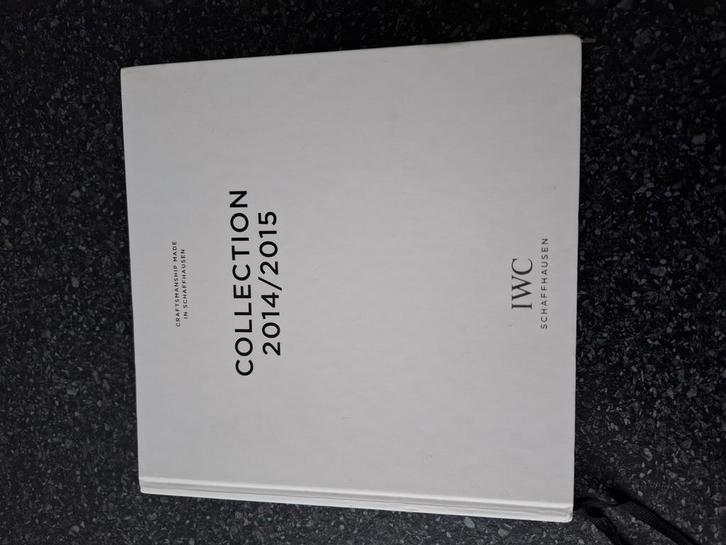 CRAFTSMANSHIP MADE
IN SCHAFFHAUSEN
COLLECTION
2014/2015
IWC
SCHAFFHAUSEN